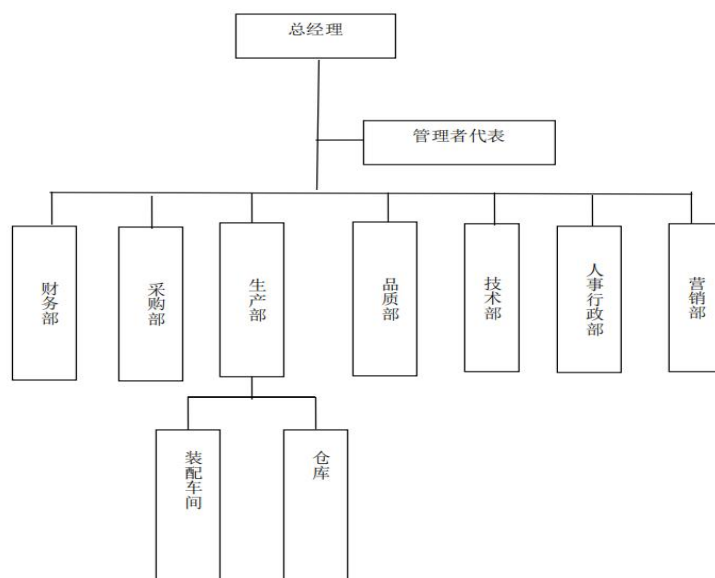 总经理
管理者代表
财务部
采购部
生产部
品质部
技术部
人事行政部
营销部
装配车间
仓库